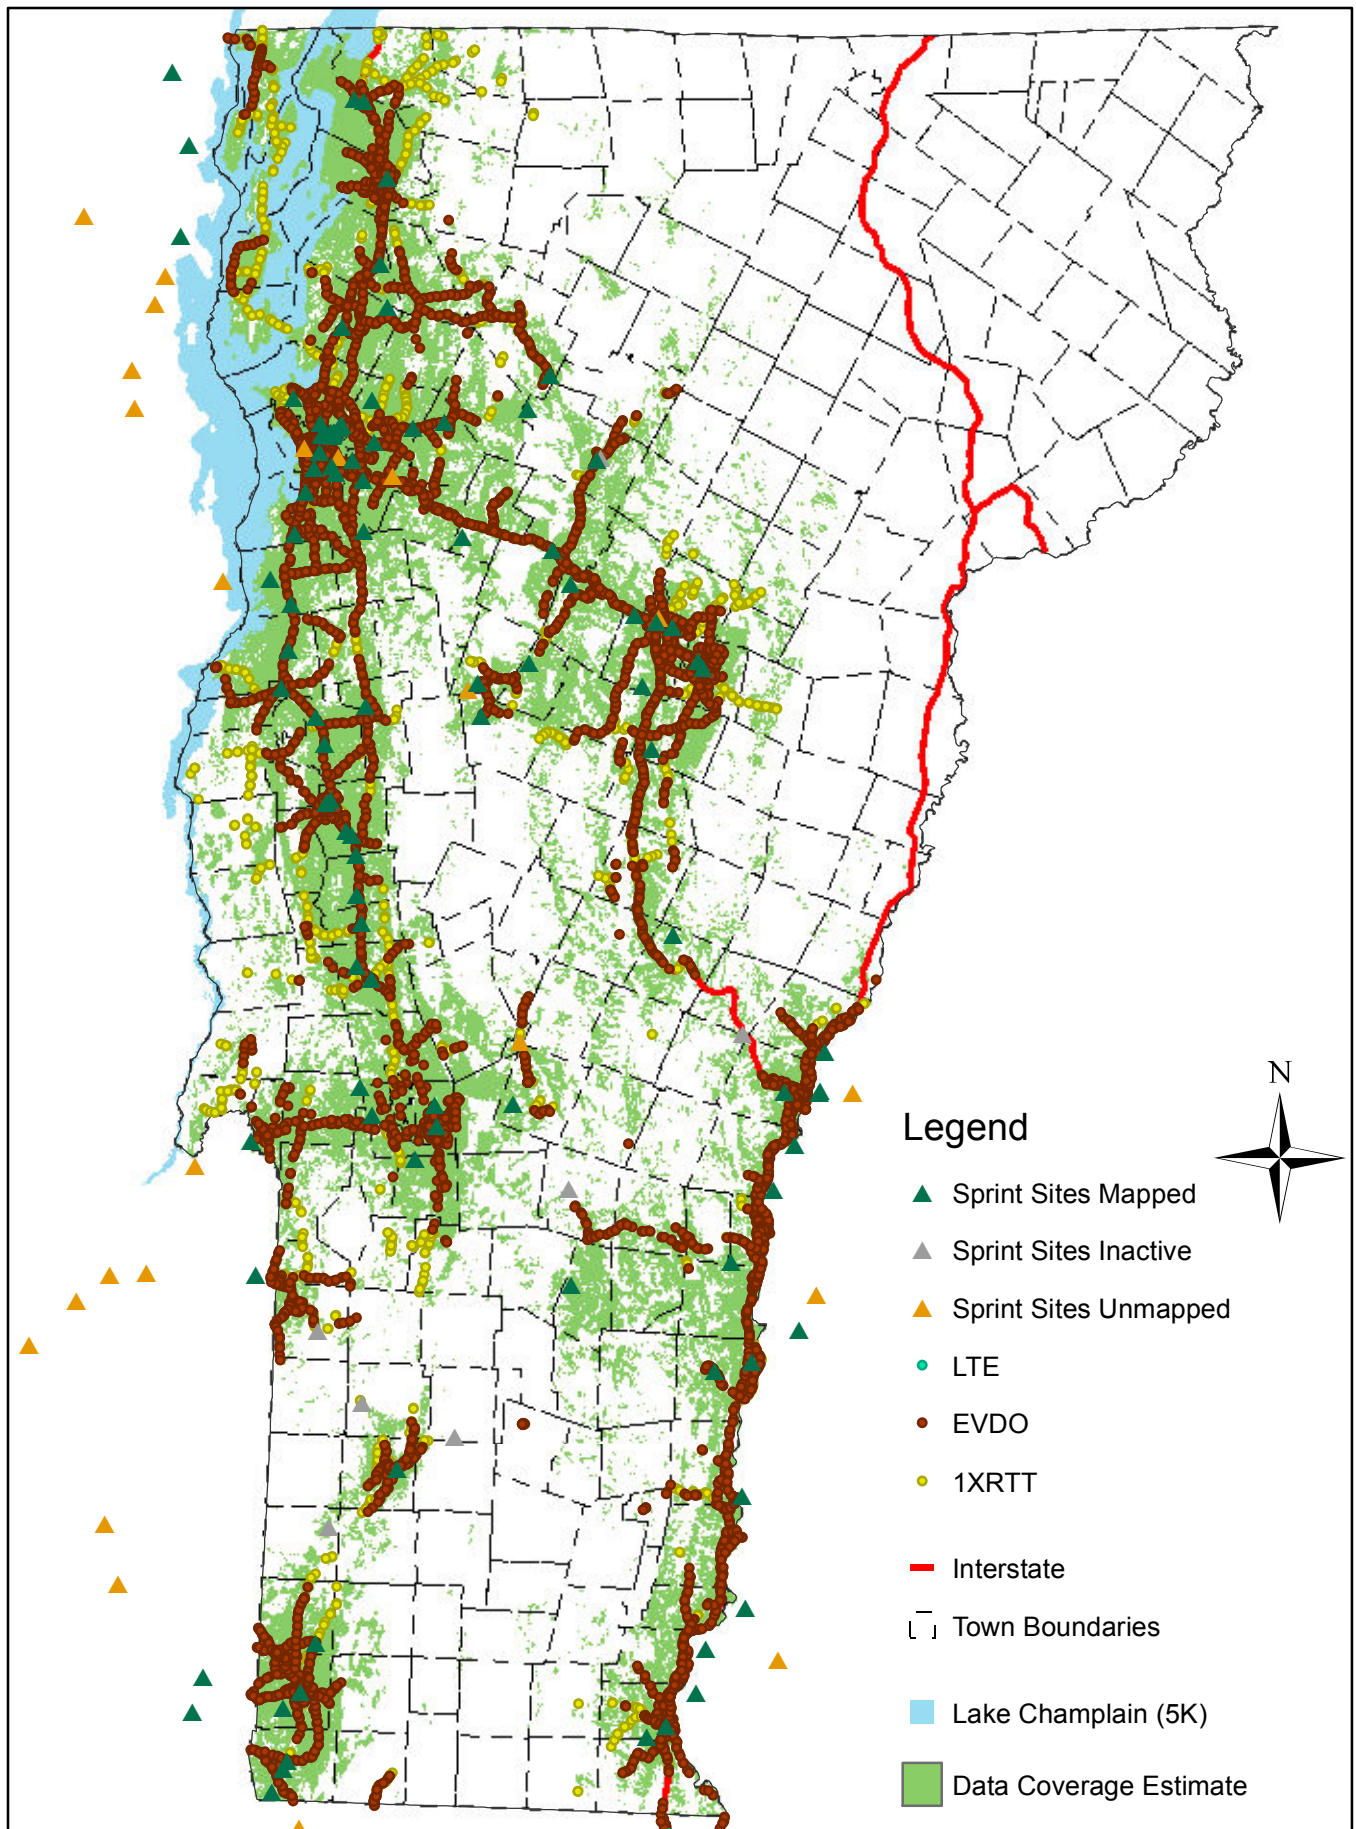 N
Legend
Sprint Sites Mapped
Sprint Sites Inactive
Sprint Sites Unmapped
LTE
EVDO
1XRTT
Interstate
Town Boundaries
Lake Champlain (5K)
Data Coverage Estimate